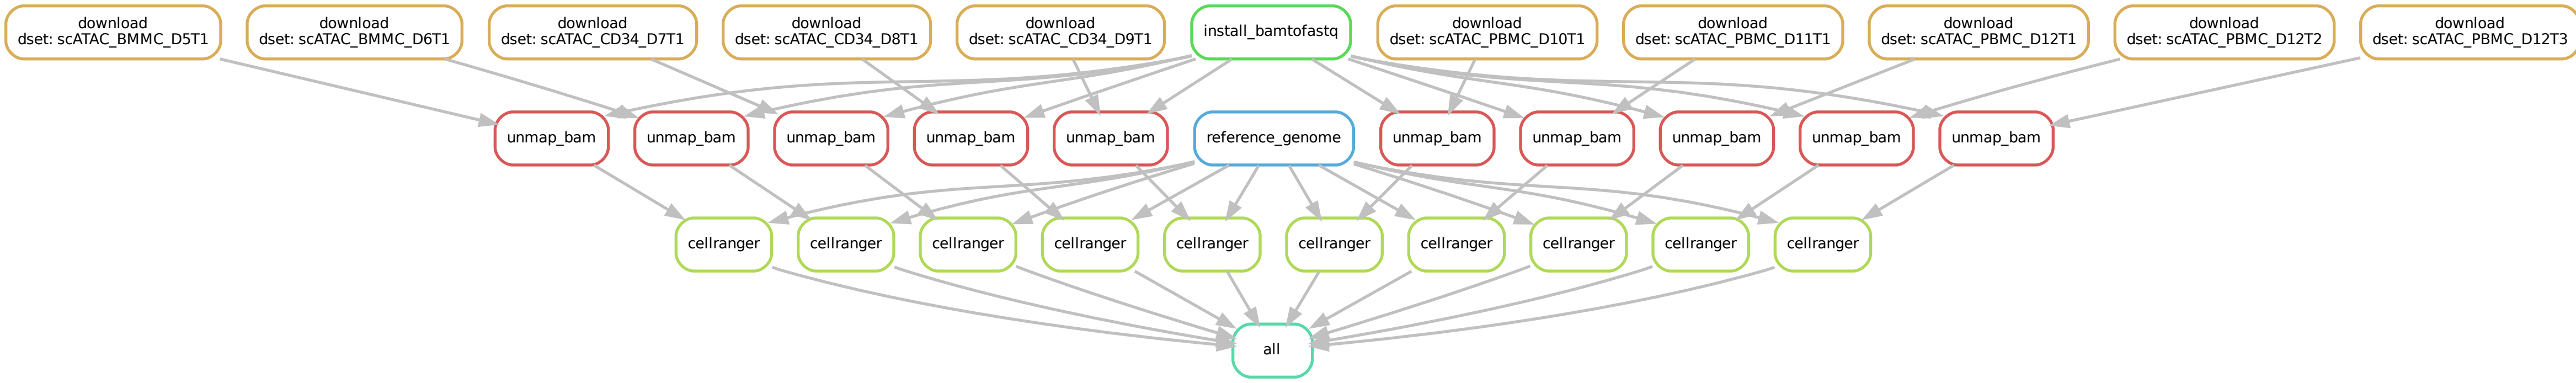 download
dset: scATAC_BMMC_D5T1
download
dset: scATAC_BMMC_D6T1
download
dset: scATAC_CD34_D7T1
download
dset: scATAC_CD34_D8T1
download
dset: scATAC_CD34_D9T1
install_bamtofastq
download
dset: scATAC_PBMC_D10T1
download
dset: scATAC_PBMC_D11T1
download
dset: scATAC_PBMC_D12T1
download
dset: scATAC_PBMC_D12T2
download
dset: scATAC_PBMC_D12T3
unmap_bam
unmap_bam
unmap_bam
unmap_bam
unmap_bam
reference_genome
unmap_bam
unmap_bam
unmap_bam
unmap_bam
unmap_bam
cellranger
cellranger
cellranger
cellranger
cellranger
cellranger
cellranger
cellranger
cellranger
cellranger
all